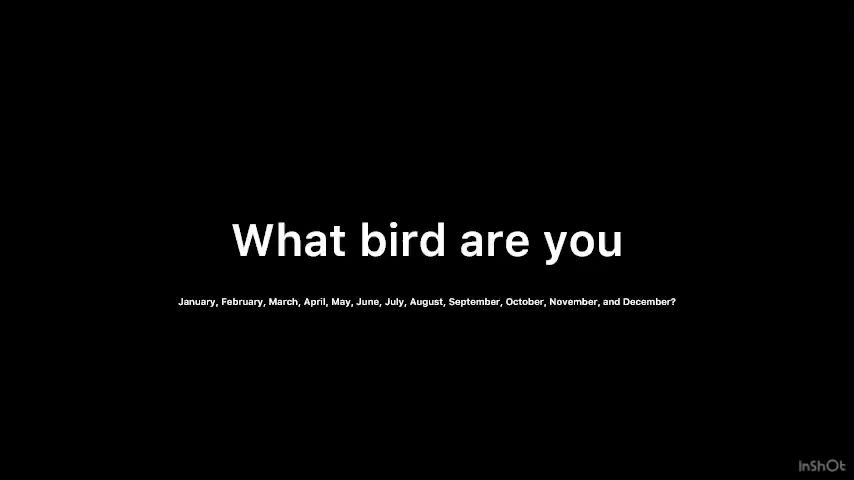 What bird are you
January, February, March, April, May, June, July, August, September, October, November, and December?
InShOt